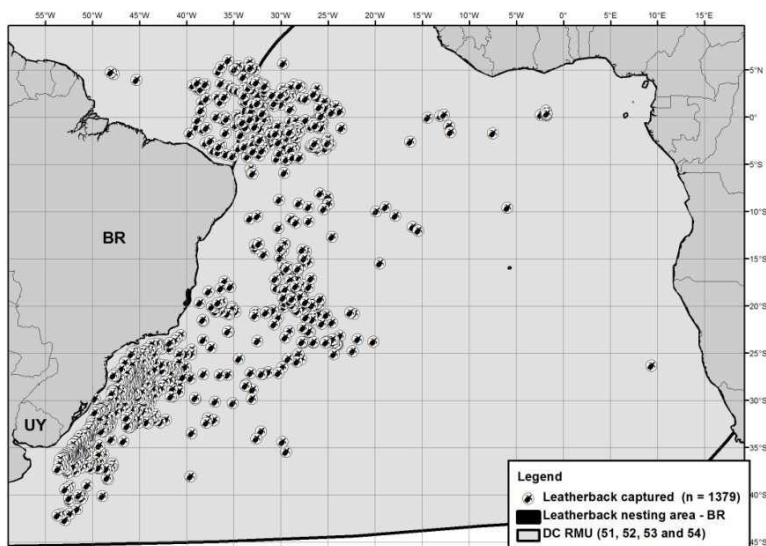 55°W 50°W 45°W 40°W 35°W 30°W 25°W 20°W 15°W 10°W 5°W 0° 5°E 10°E 15°E
5°N
0°
5°S
10°S
BR
15°S
20°S
25°S
30°S
UY
35°S
Legend
Leatherback captured (n = 1379)
40°S
Leatherback nesting area - BR
DC RMU (51, 52, 53 and 54)
45°S